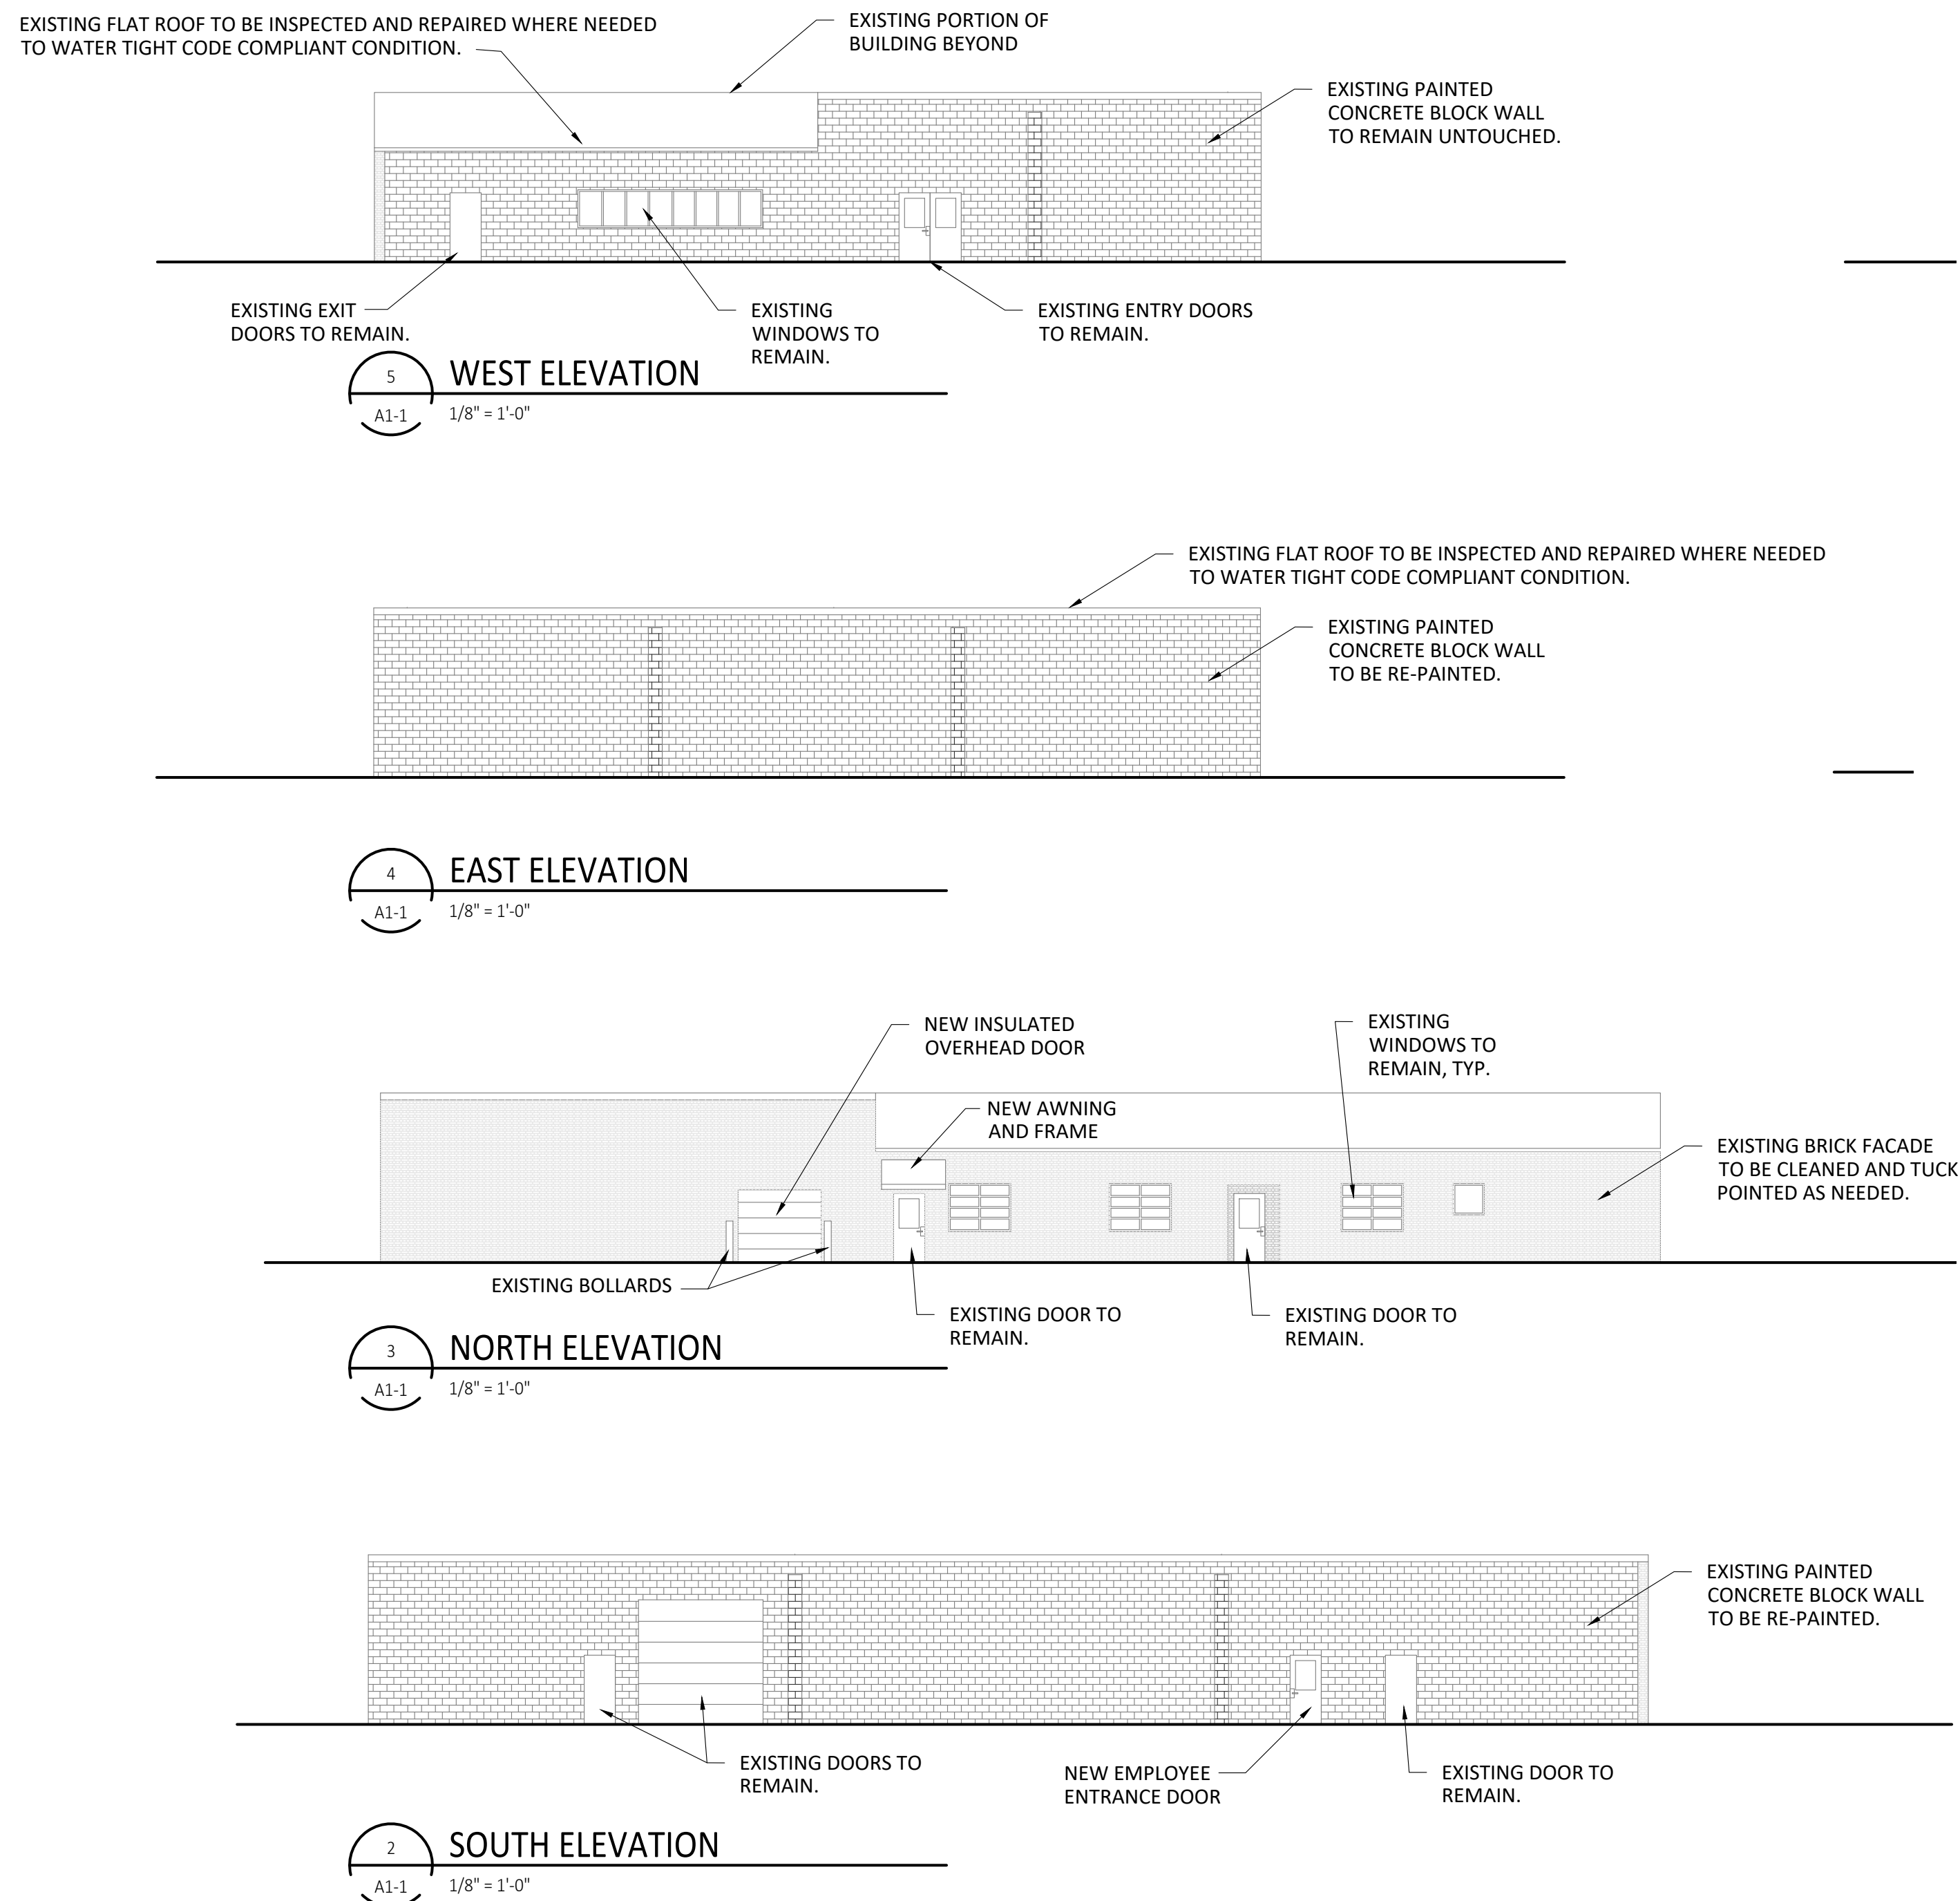 EXISTING FLAT ROOF TO BE INSPECTED AND REPAIRED WHERE NEEDED
TO WATER TIGHT CODE COMPLIANT CONDITION.
EXISTING PORTION OF
BUILDING BEYOND
EXISTING PAINTED
CONCRETE BLOCK WALL
TO REMAIN UNTOUCHED.
EXISTING EXIT
DOORS TO REMAIN.
EXISTING
WINDOWS TO
REMAIN.
EXISTING ENTRY DOORS
TO REMAIN.
5
WEST ELEVATION
A1-1
1/8" = 1'-0"
EXISTING FLAT ROOF TO BE INSPECTED AND REPAIRED WHERE NEEDED
TO WATER TIGHT CODE COMPLIANT CONDITION.
EXISTING PAINTED
CONCRETE BLOCK WALL
TO BE RE-PAINTED.
4
EAST ELEVATION
A1-1
1/8" = 1'-0"
NEW INSULATED
OVERHEAD DOOR
EXISTING
WINDOWS TO
REMAIN, TYP.
NEW AWNING
AND FRAME
EXISTING BRICK FACADE
TO BE CLEANED AND TUCK
POINTED AS NEEDED.
EXISTING BOLLARDS
EXISTING DOOR TO
REMAIN.
EXISTING DOOR TO
REMAIN.
3
NORTH ELEVATION
A1-1
1/8" = 1'-0"
EXISTING PAINTED
CONCRETE BLOCK WALL
TO BE RE-PAINTED.
EXISTING DOORS TO
REMAIN.
NEW EMPLOYEE
ENTRANCE DOOR
EXISTING DOOR TO
REMAIN.
2
SOUTH ELEVATION
A1-1
1/8" = 1'-0"